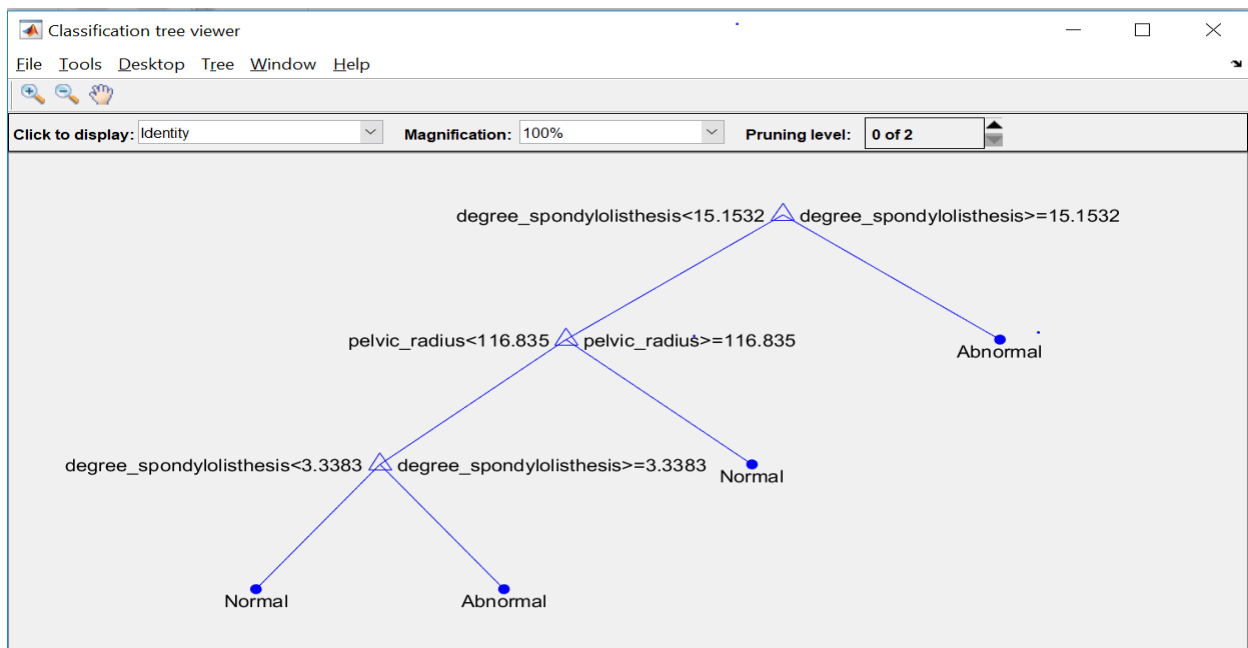 Classification tree viewer
File Tools Desktop Tree Window Help
Click to display: Identity Magnification: 100% Pruning level: 0 of 2
degree_spondylolisthesis<15.1532 degree_spondylolisthesis>=15.1532
pelvic_radius<116.835 pelvic_radius>=116.835
Abnormal
degree_spondylolisthesis<3.3383 degree_spondylolisthesis>=3.3383
Normal
Normal Abnormal